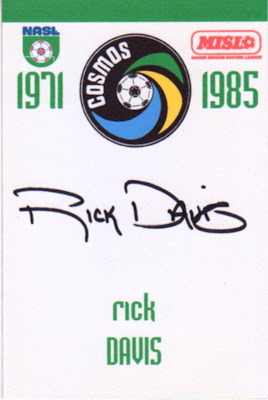 NASL
MISL
MAJOR INDOOR SOCCER LEAGUE
1971
COSMOS
1985
Rick Davis
rick
DAVIS